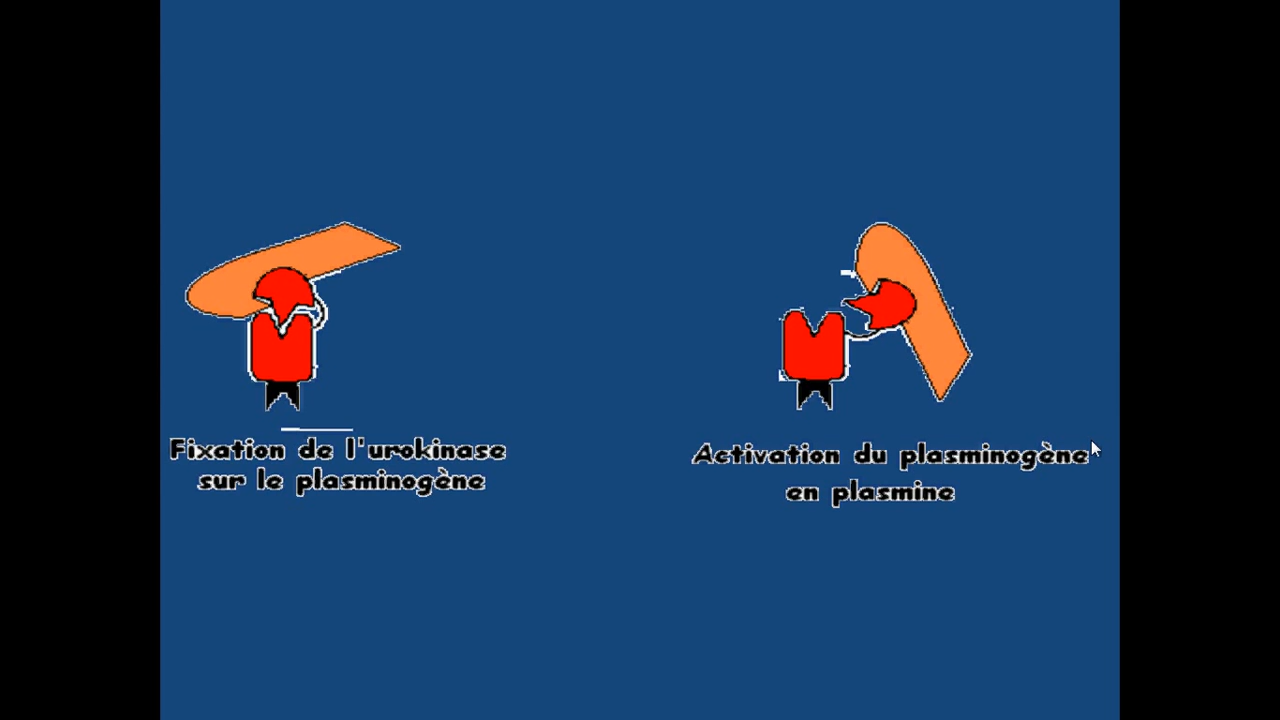 Fixation de l'urokinase
sur le plasminogène
Activation du plasminogène
en plasmine